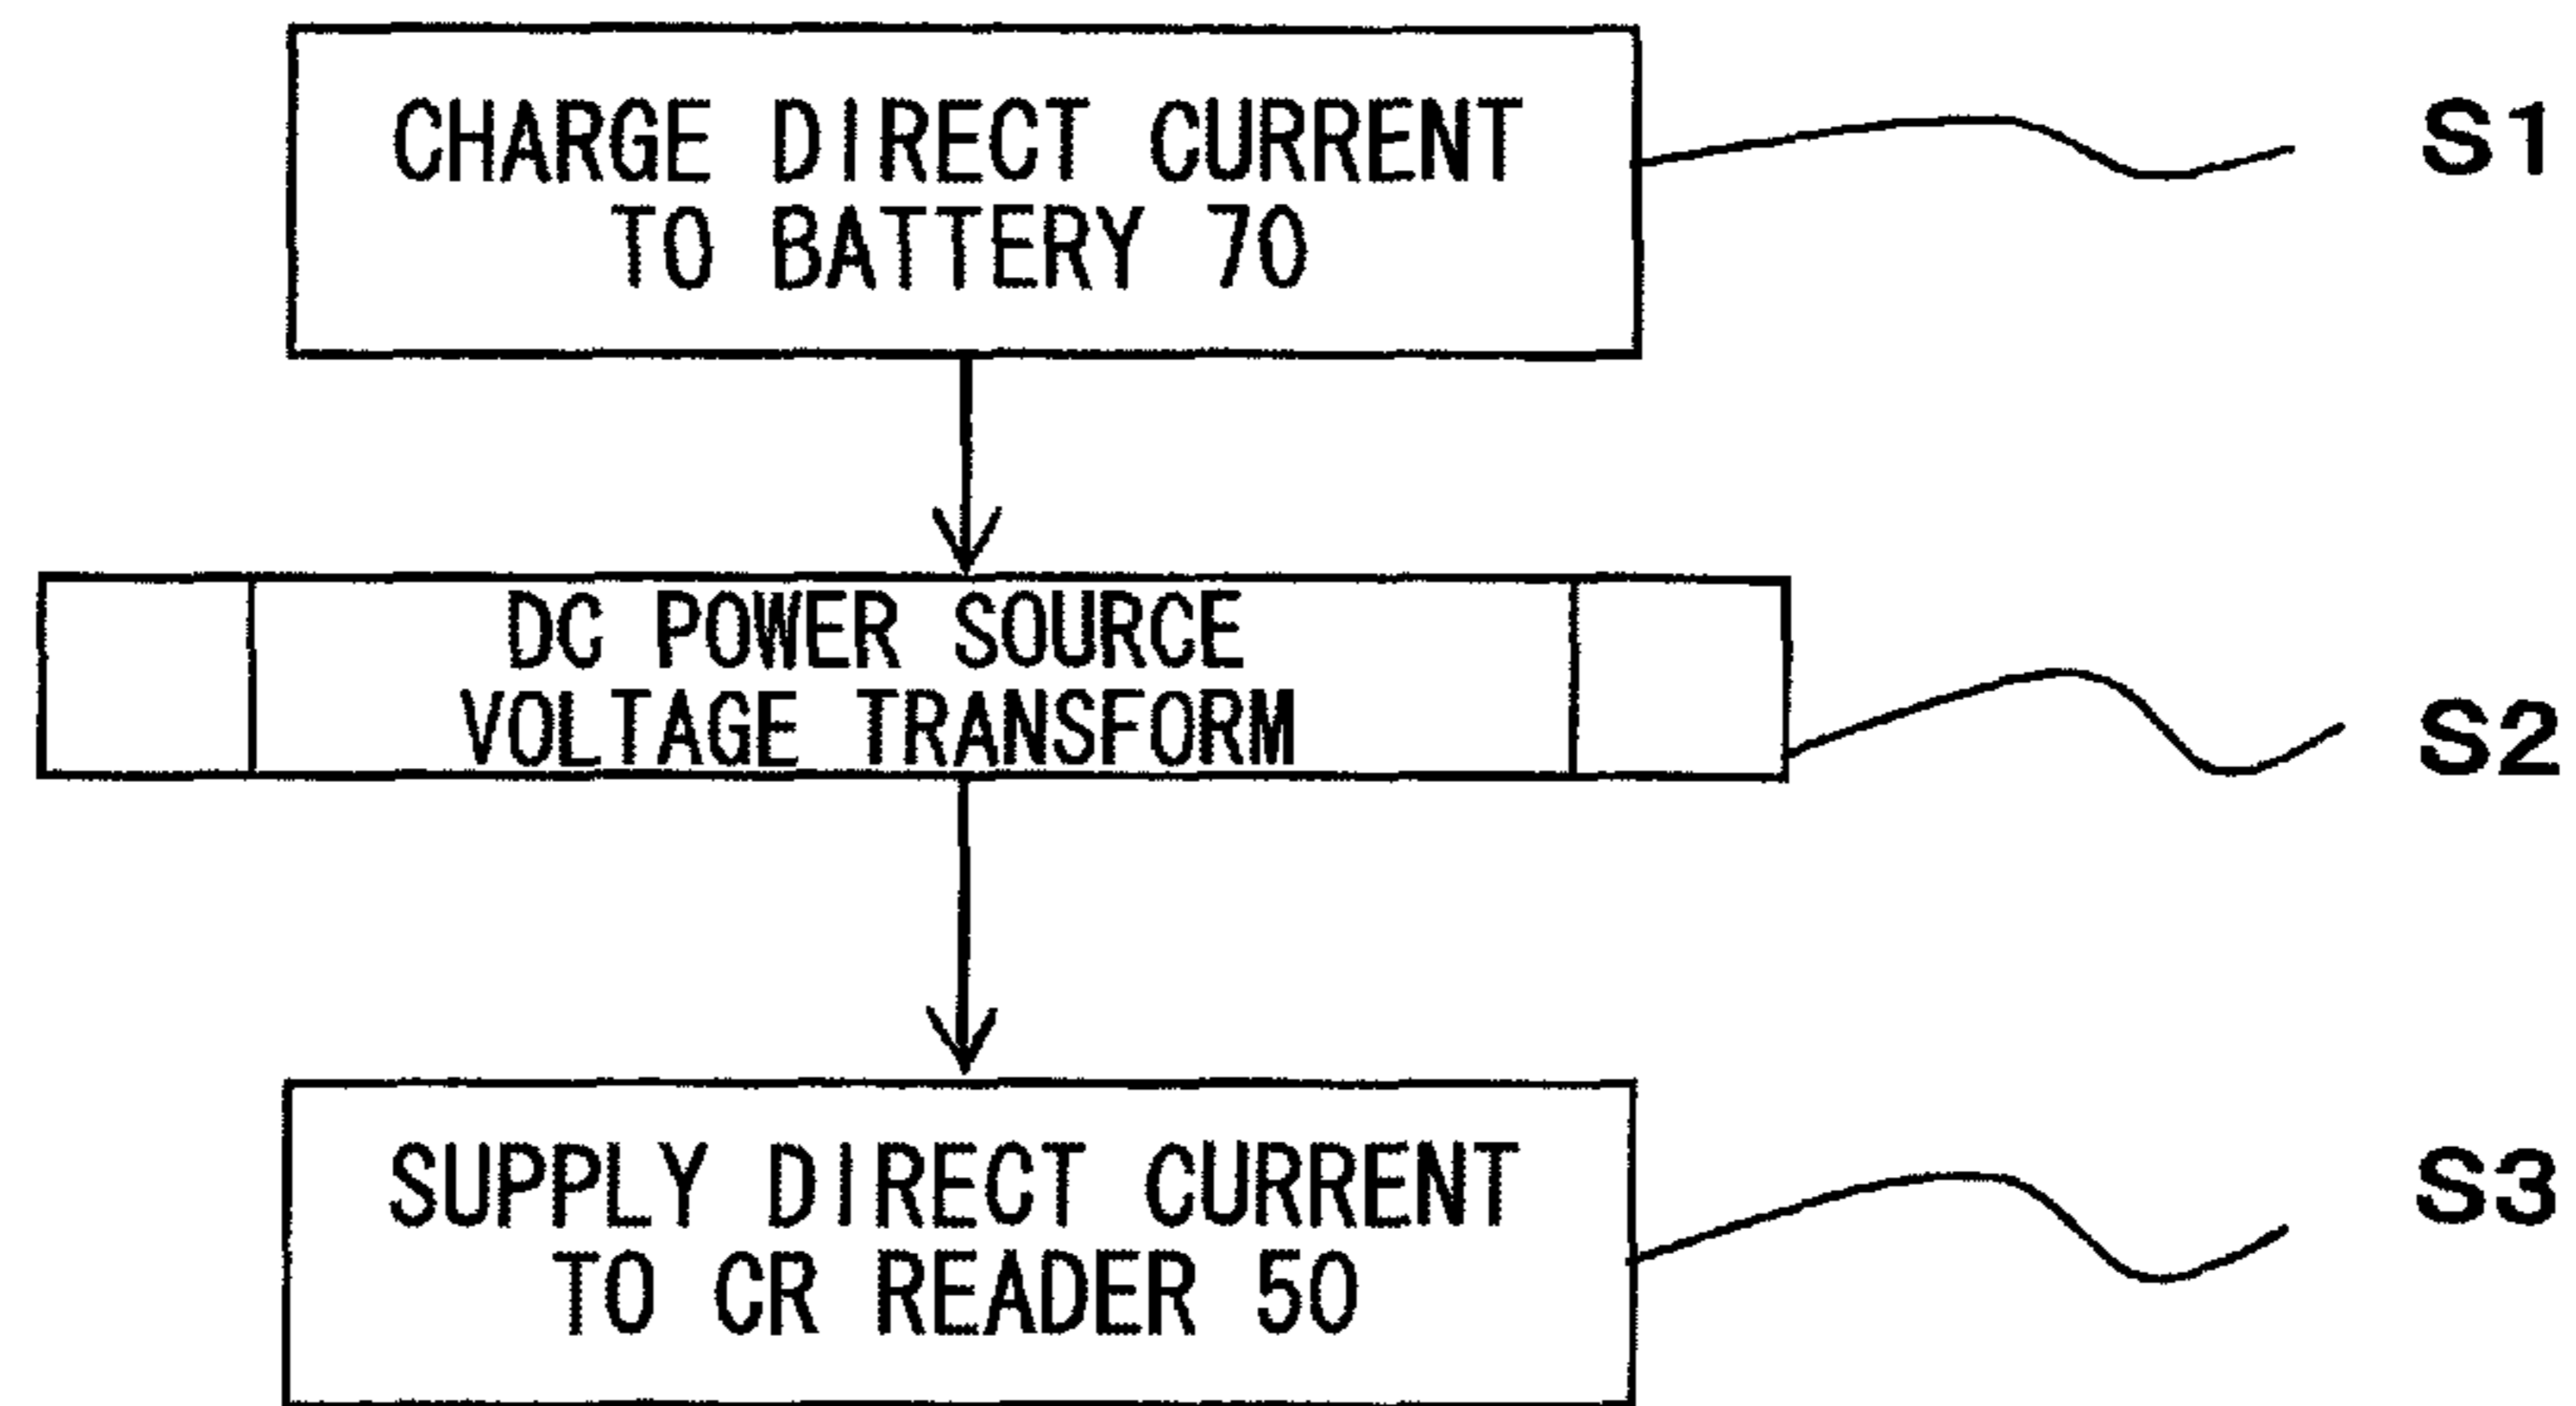 CHARGE DIRECT CURRENT
TO BATTERY 70
S1
DC POWER SOURCE
VOLTAGE TRANSFORM
S2
SUPPLY DIRECT CURRENT
TO CR READER 50
S3